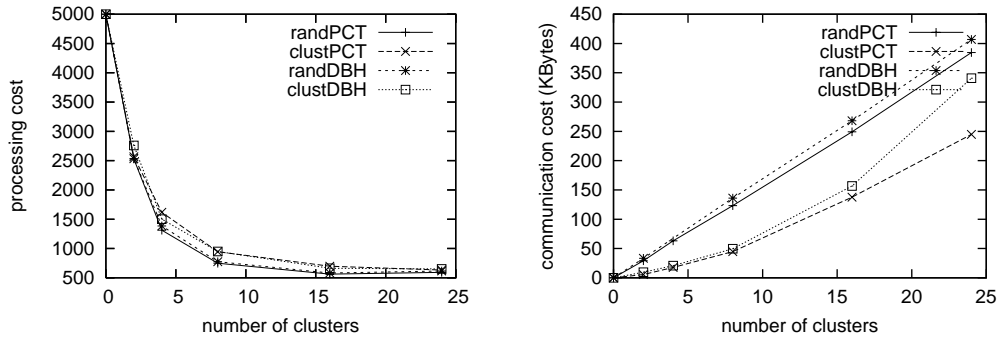 5000
4500
4000
3500
3000
2500
2000
1500
1000
500
0 5 10 15 20 25
processing cost
number of clusters
randPCT
clustPCT
randDBH
clustDBH
450
400
350
300
250
200
150
100
50
0
0 5 10 15 20 25
communication cost (KBytes)
number of clusters
randPCT
clustPCT
randDBH
clustDBH